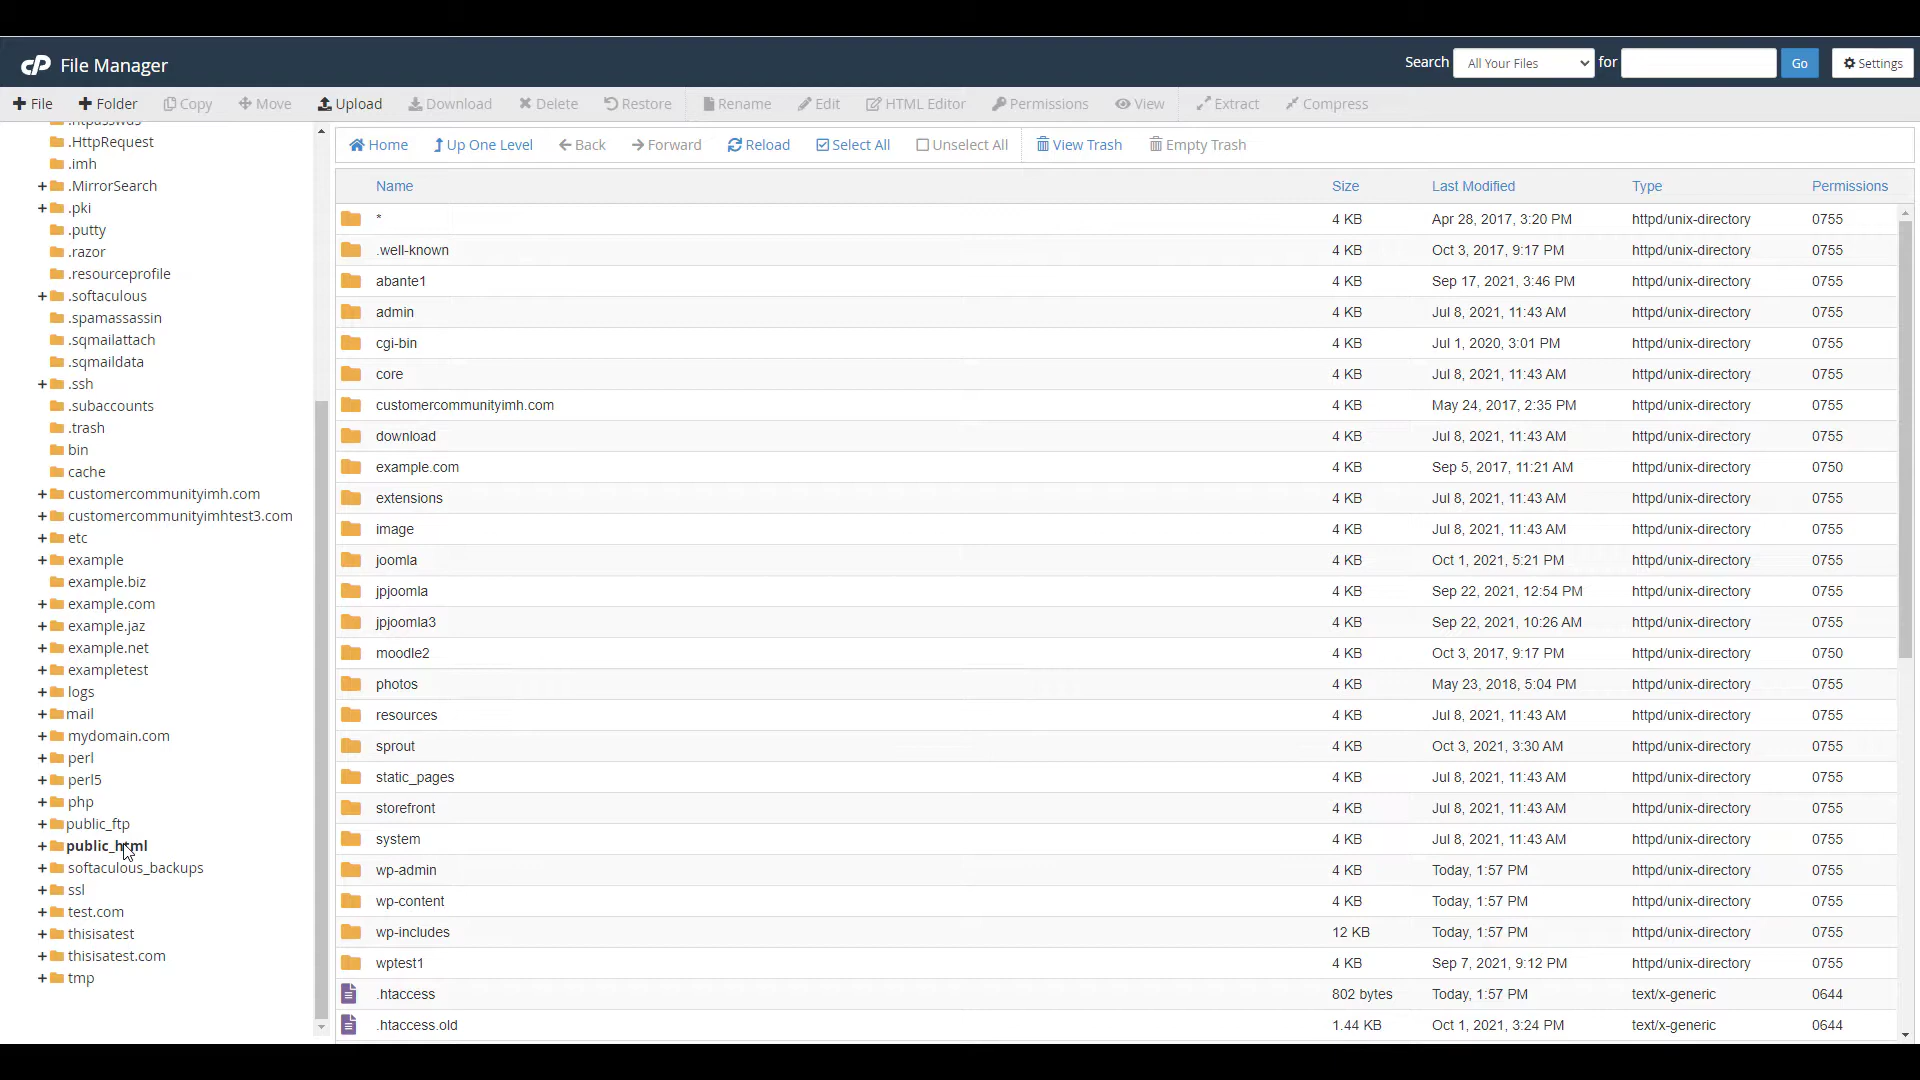 cP File Manager
Search All Your Files for Go Settings
File Folder Copy Move Upload Download Delete Restore Rename Edit HTML Editor Permissions View Extract Compress
.htpasswds
.HttpRequest
.imh
.MirrorSearch
.pki
.putty
.razor
.resourceprofile
.softaculous
.spamassassin
.sqmailattach
.sqmaildata
.ssh
.subaccounts
.trash
bin
cache
customercommunityimh.com
customercommunityimhtest3.com
etc
example
example.biz
example.com
example.jaz
example.net
exampletest
logs
mail
mydomain.com
perl
perl5
php
public_ftp
public_html
softaculous_backups
ssl
test.com
thisisatest
thisisatest.com
tmp
Home Up One Level Back Forward Reload Select All Unselect All View Trash Empty Trash
Name Size Last Modified Type Permissions
* 4 KB Apr 28, 2017, 3:20 PM httpd/unix-directory 0755
.well-known 4 KB Oct 3, 2017, 9:17 PM httpd/unix-directory 0755
abante1 4 KB Sep 17, 2021, 3:46 PM httpd/unix-directory 0755
admin 4 KB Jul 8, 2021, 11:43 AM httpd/unix-directory 0755
cgi-bin 4 KB Jul 1, 2020, 3:01 PM httpd/unix-directory 0755
core 4 KB Jul 8, 2021, 11:43 AM httpd/unix-directory 0755
customercommunityimh.com 4 KB May 24, 2017, 2:35 PM httpd/unix-directory 0755
download 4 KB Jul 8, 2021, 11:43 AM httpd/unix-directory 0755
example.com 4 KB Sep 5, 2017, 11:21 AM httpd/unix-directory 0750
extensions 4 KB Jul 8, 2021, 11:43 AM httpd/unix-directory 0755
image 4 KB Jul 8, 2021, 11:43 AM httpd/unix-directory 0755
joomla 4 KB Oct 1, 2021, 5:21 PM httpd/unix-directory 0755
jpjoomla 4 KB Sep 22, 2021, 12:54 PM httpd/unix-directory 0755
jpjoomla3 4 KB Sep 22, 2021, 10:26 AM httpd/unix-directory 0755
moodle2 4 KB Oct 3, 2017, 9:17 PM httpd/unix-directory 0750
photos 4 KB May 23, 2018, 5:04 PM httpd/unix-directory 0755
resources 4 KB Jul 8, 2021, 11:43 AM httpd/unix-directory 0755
sprout 4 KB Oct 3, 2021, 3:30 AM httpd/unix-directory 0755
static_pages 4 KB Jul 8, 2021, 11:43 AM httpd/unix-directory 0755
storefront 4 KB Jul 8, 2021, 11:43 AM httpd/unix-directory 0755
system 4 KB Jul 8, 2021, 11:43 AM httpd/unix-directory 0755
wp-admin 4 KB Today, 1:57 PM httpd/unix-directory 0755
wp-content 4 KB Today, 1:57 PM httpd/unix-directory 0755
wp-includes 12 KB Today, 1:57 PM httpd/unix-directory 0755
wptest1 4 KB Sep 7, 2021, 9:12 PM httpd/unix-directory 0755
.htaccess 802 bytes Today, 1:57 PM text/x-generic 0644
.htaccess.old 1.44 KB Oct 1, 2021, 3:24 PM text/x-generic 0644